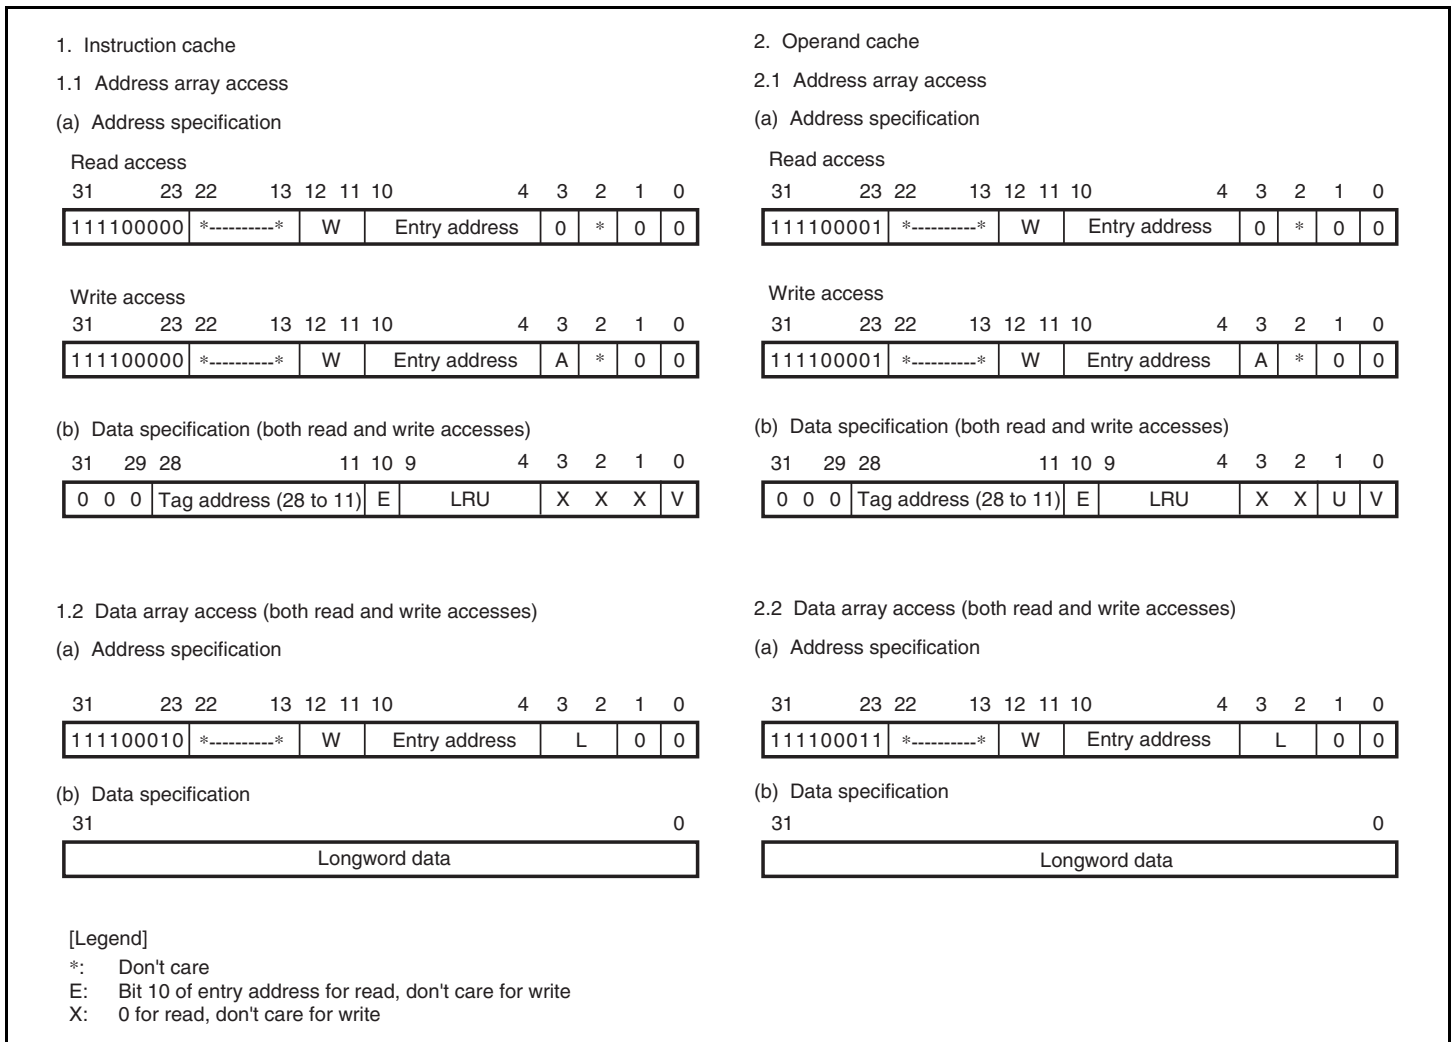 1. Instruction cache
1.1 Address array access
(a) Address specification
Read access
31 23 22 13 12 11 10 4 3 2 1 0
111100000 *----------* W Entry address 0 * 0 0
Write access
31 23 22 13 12 11 10 4 3 2 1 0
111100000 *----------* W Entry address A * 0 0
(b) Data specification (both read and write accesses)
31 29 28 11 10 9 4 3 2 1 0
0 0 0 Tag address (28 to 11) E LRU X X X V
1.2 Data array access (both read and write accesses)
(a) Address specification
31 23 22 13 12 11 10 4 3 2 1 0
111100010 *----------* W Entry address L 0 0
(b) Data specification
31 0
Longword data
2. Operand cache
2.1 Address array access
(a) Address specification
Read access
31 23 22 13 12 11 10 4 3 2 1 0
111100001 *----------* W Entry address 0 * 0 0
Write access
31 23 22 13 12 11 10 4 3 2 1 0
111100001 *----------* W Entry address A * 0 0
(b) Data specification (both read and write accesses)
31 29 28 11 10 9 4 3 2 1 0
0 0 0 Tag address (28 to 11) E LRU X X U V
2.2 Data array access (both read and write accesses)
(a) Address specification
31 23 22 13 12 11 10 4 3 2 1 0
111100011 *----------* W Entry address L 0 0
(b) Data specification
31 0
Longword data
[Legend]
*: Don't care
E: Bit 10 of entry address for read, don't care for write
X: 0 for read, don't care for write